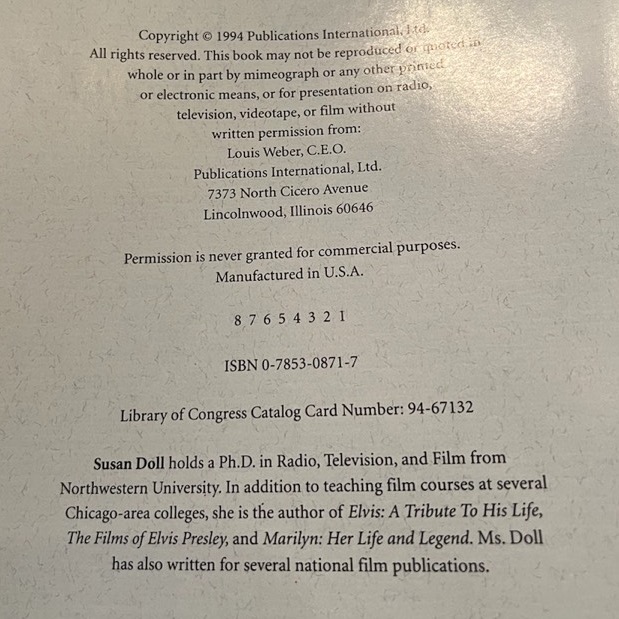 Copyright © 1994 Publications International, Ltd.
All rights reserved. This book may not be reproduced or quoted in
whole or in part by mimeograph or any other printed
or electronic means, or for presentation on radio,
television, videotape, or film without
written permission from:
Louis Weber, C.E.O.
Publications International, Ltd.
7373 North Cicero Avenue
Lincolnwood, Illinois 60646
Permission is never granted for commercial purposes.
Manufactured in U.S.A.
8 7 6 5 4 3 2 1
ISBN 0-7853-0871-7
Library of Congress Catalog Card Number: 94-67132
Susan Doll holds a Ph.D. in Radio, Television, and Film from
Northwestern University. In addition to teaching film courses at several
Chicago-area colleges, she is the author of Elvis: A Tribute To His Life,
The Films of Elvis Presley, and Marilyn: Her Life and Legend. Ms. Doll
has also written for several national film publications.